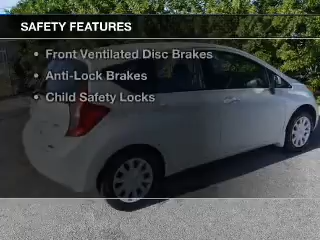 SAFETY FEATURES
• Front Ventilated Disc Brakes
• Anti-Lock Brakes
• Child Safety Locks